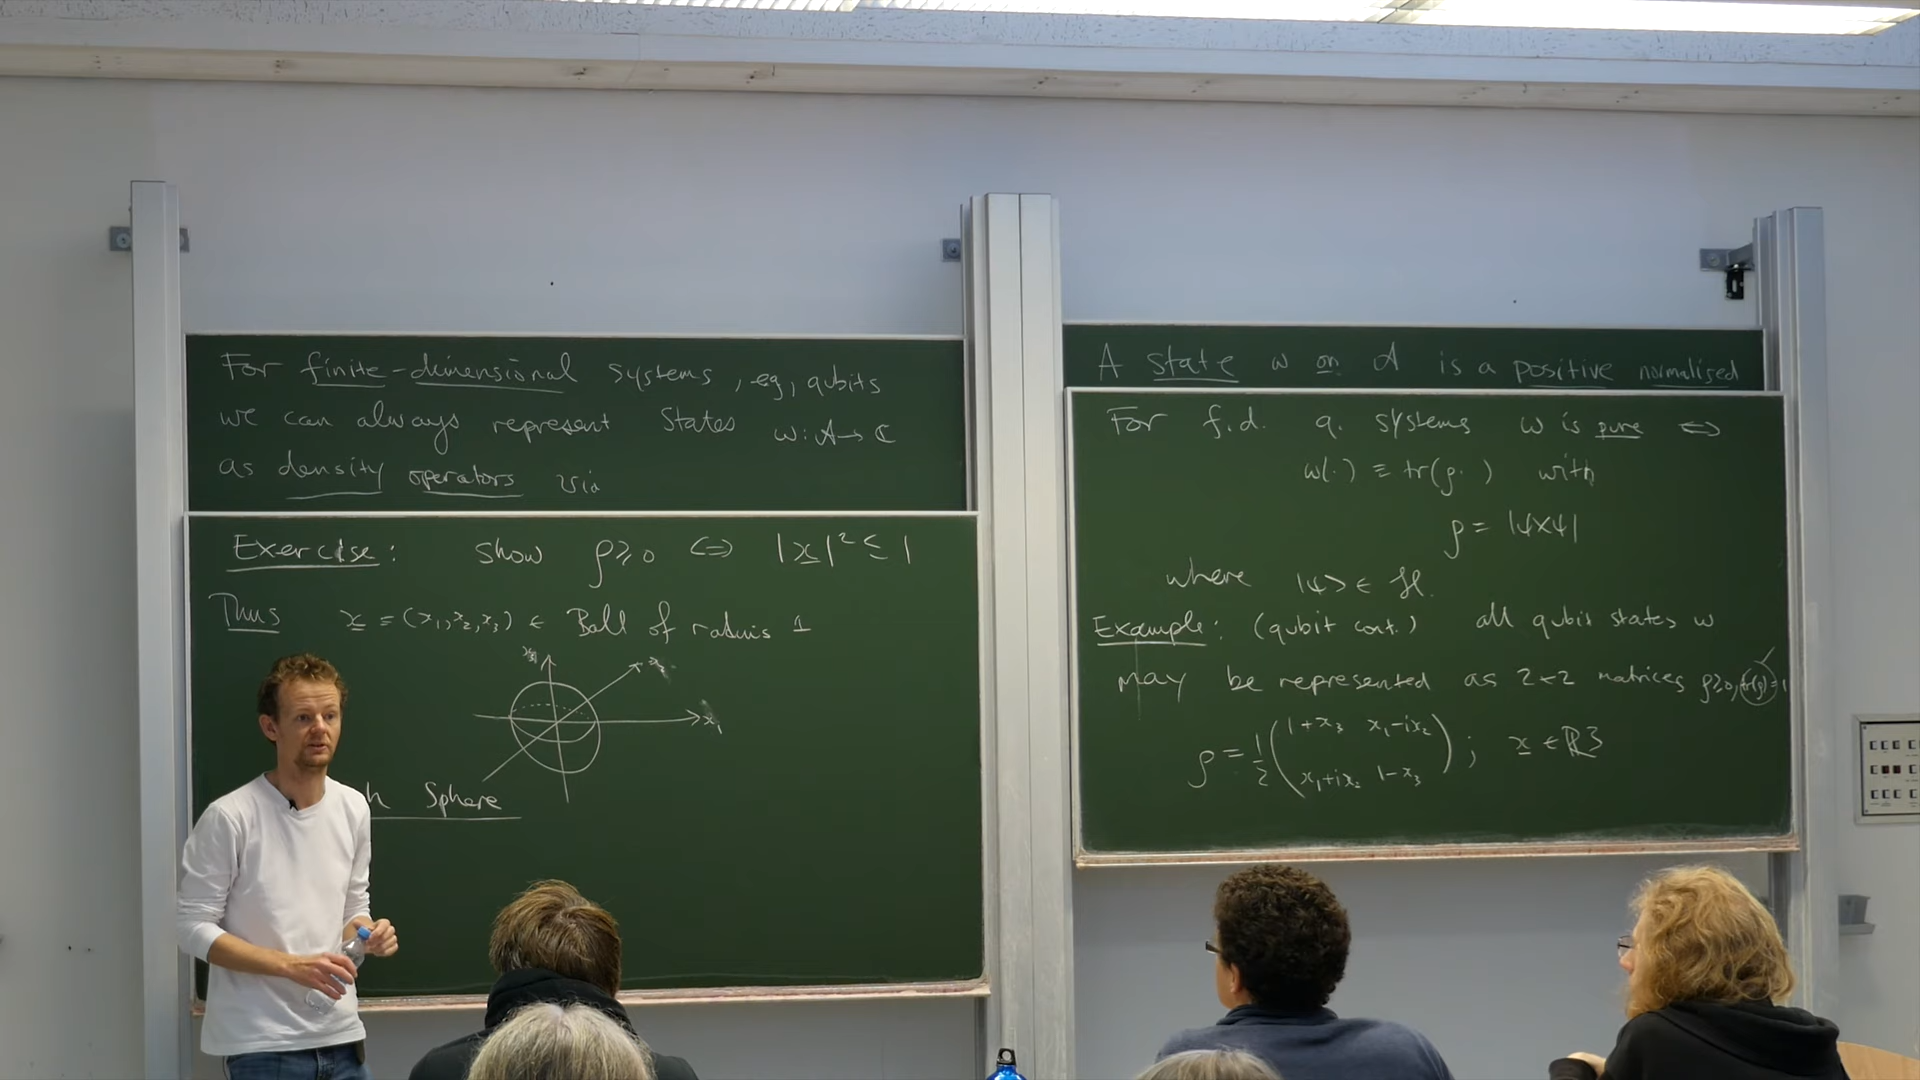 For finite-dimensional systems, eg, qubits
we can always represent states ω: A → ℂ
as density operators via
Exercise: show ρ≥0 ⇔ |x|² ≤ 1
Thus x = (x₁, x₂, x₃) ∈ Ball of radius 1
x₁
h Sphere
A state ω on A is a positive normalised
For f.d. q. systems ω is pure ⇔
ω(·) ≡ tr(ρ·) with
ρ = |ψ⟩⟨ψ|
where |ψ⟩ ∈ ℋ.
Example: (qubit cont.) all qubit states ω
may be represented as 2×2 matrices ρ≥0, tr(ρ)=1
ρ = 1/2 (1+x₃ x₁-ix₂
x₁+ix₂ 1-x₃) ; x ∈ ℝ³